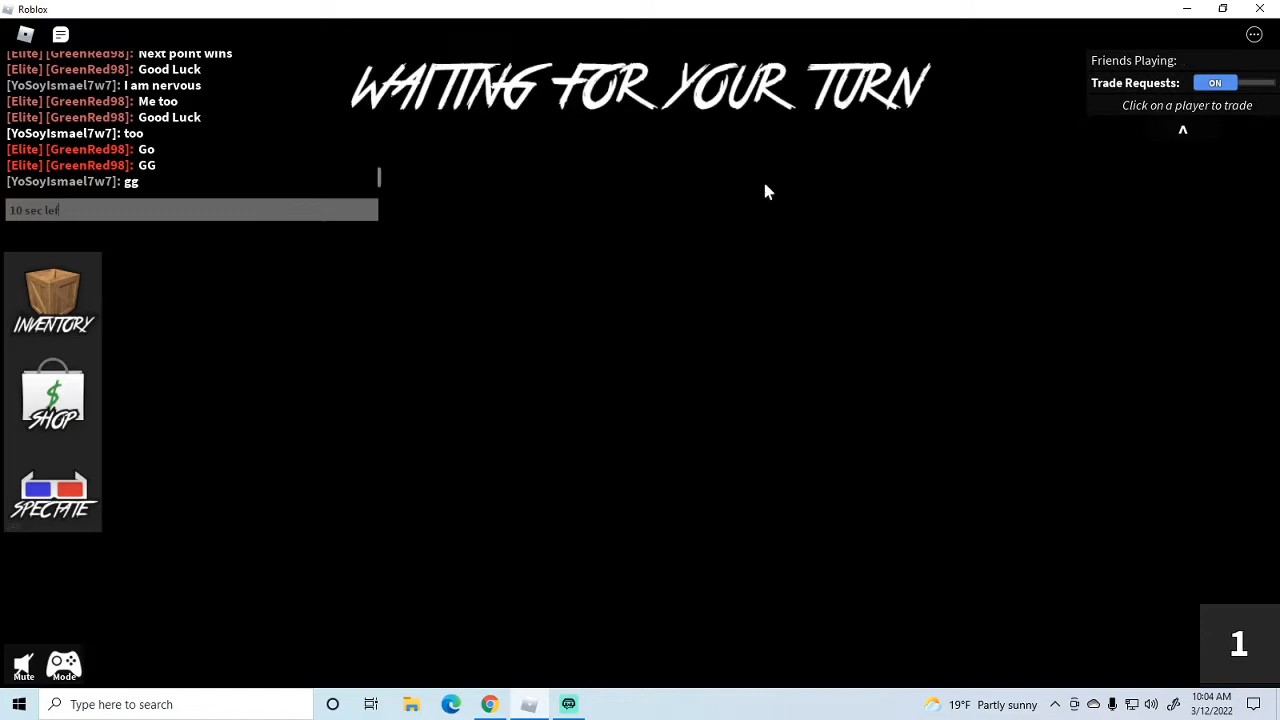 Roblox
[Elite] [GreenRed98]: Next point wins
[Elite] [GreenRed98]: Good Luck
[YoSoyIsmael7w7]: I am nervous
[Elite] [GreenRed98]: Me too
[Elite] [GreenRed98]: Good Luck
[YoSoyIsmael7w7]: too
[Elite] [GreenRed98]: Go
[Elite] [GreenRed98]: GG
[YoSoyIsmael7w7]: gg
10 sec lef
WAITING FOR YOUR TURN
Friends Playing:
Trade Requests: ON
Click on a player to trade
^
INVENTORY
$
SHOP
SPECTATE
Mute
Mode
1
Type here to search
19°F Partly sunny
10:04 AM
3/12/2022